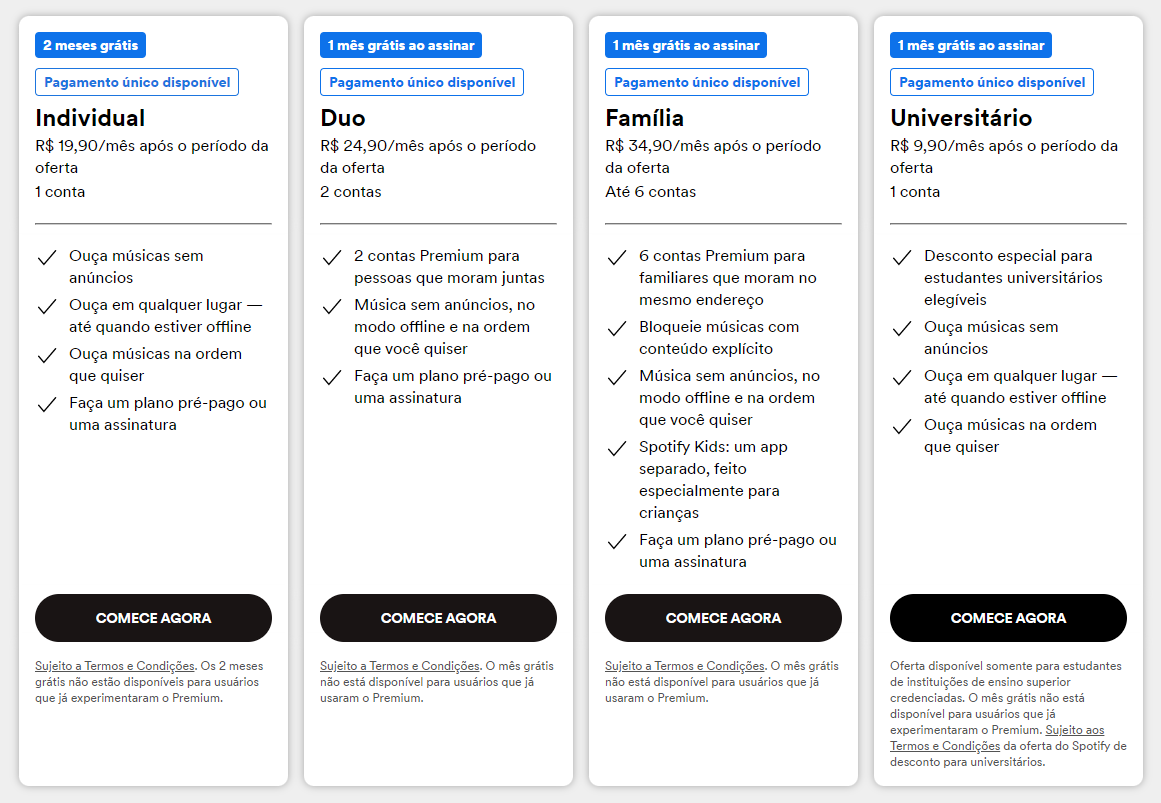 2 meses grátis
Pagamento único disponível
Individual
R$ 19,90/mês após o período da
oferta
1 conta
Ouça músicas sem
anúncios
Ouça em qualquer lugar —
até quando estiver offline
Ouça músicas na ordem
que quiser
Faça um plano pré-pago ou
uma assinatura
COMECE AGORA
Sujeito a Termos e Condições. Os 2 meses
grátis não estão disponíveis para usuários
que já experimentaram o Premium.
1 mês grátis ao assinar
Pagamento único disponível
Duo
R$ 24,90/mês após o período
da oferta
2 contas
2 contas Premium para
pessoas que moram juntas
Música sem anúncios, no
modo offline e na ordem
que você quiser
Faça um plano pré-pago ou
uma assinatura
COMECE AGORA
Sujeito a Termos e Condições. O mês grátis
não está disponível para usuários que já
usaram o Premium.
1 mês grátis ao assinar
Pagamento único disponível
Família
R$ 34,90/mês após o período
da oferta
Até 6 contas
6 contas Premium para
familiares que moram no
mesmo endereço
Bloqueie músicas com
conteúdo explícito
Música sem anúncios, no
modo offline e na ordem
que você quiser
Spotify Kids: um app
separado, feito
especialmente para
crianças
Faça um plano pré-pago ou
uma assinatura
COMECE AGORA
Sujeito a Termos e Condições. O mês grátis
não está disponível para usuários que já
usaram o Premium.
1 mês grátis ao assinar
Pagamento único disponível
Universitário
R$ 9,90/mês após o período da
oferta
1 conta
Desconto especial para
estudantes universitários
elegíveis
Ouça músicas sem
anúncios
Ouça em qualquer lugar —
até quando estiver offline
Ouça músicas na ordem
que quiser
COMECE AGORA
Oferta disponível somente para estudantes
de instituições de ensino superior
credenciadas. O mês grátis não está
disponível para usuários que já
experimentaram o Premium. Sujeito aos
Termos e Condições da oferta do Spotify de
desconto para universitários.